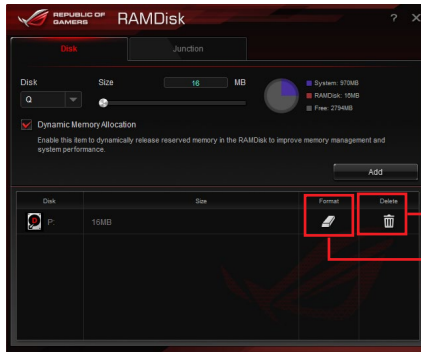 REPUBLIC OF
GAMERS
RAMDisk
?
Disk
Junction
Disk
Size
16
MB
Q
System: 970MB
RAMDisk: 16MB
Free: 2794MB
Dynamic Memory Allocation
Enable this item to dynamically release reserved memory in the RAMDisk to improve memory management and
system performance.
Add
Disk
Size
Format
Delete
P:
16MB